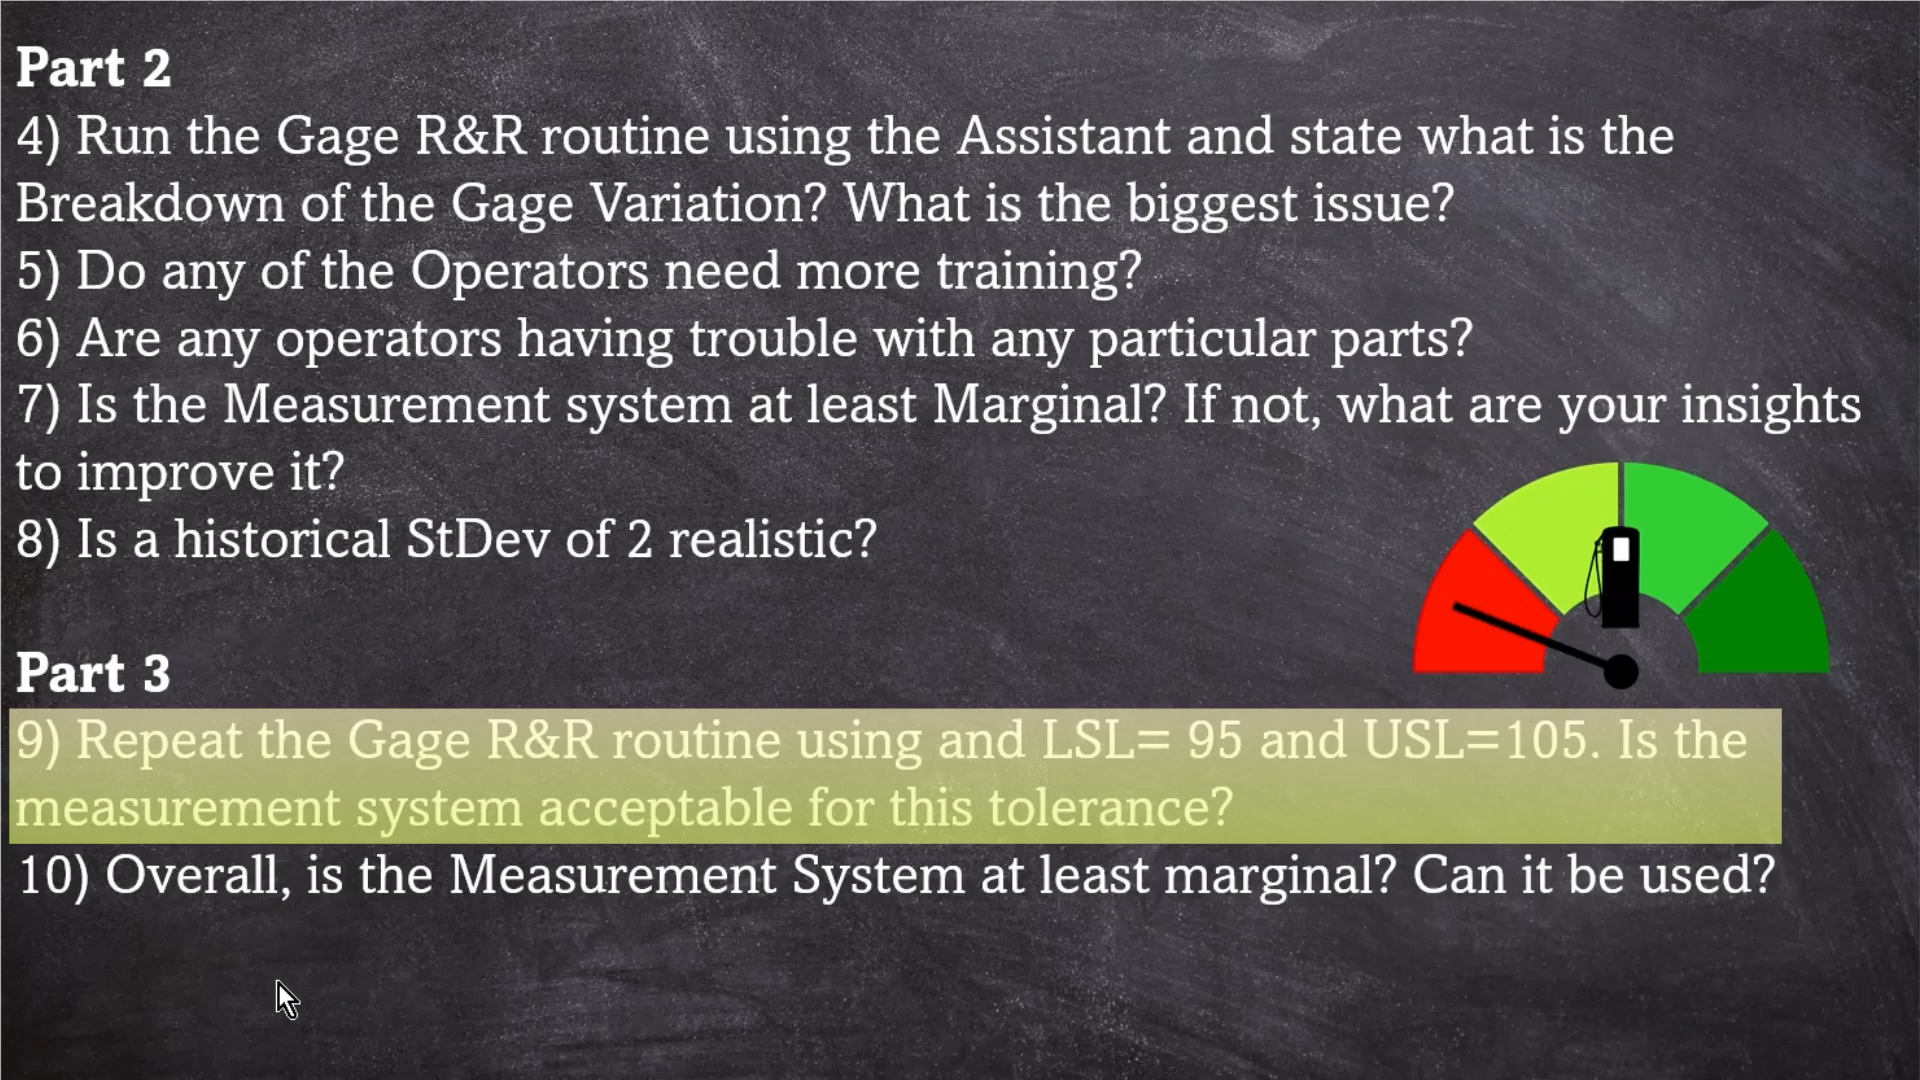 Part 2
4) Run the Gage R&R routine using the Assistant and state what is the
Breakdown of the Gage Variation? What is the biggest issue?
5) Do any of the Operators need more training?
6) Are any operators having trouble with any particular parts?
7) Is the Measurement system at least Marginal? If not, what are your insights
to improve it?
8) Is a historical StDev of 2 realistic?
Part 3
9) Repeat the Gage R&R routine using and LSL= 95 and USL=105. Is the
measurement system acceptable for this tolerance?
10) Overall, is the Measurement System at least marginal? Can it be used?